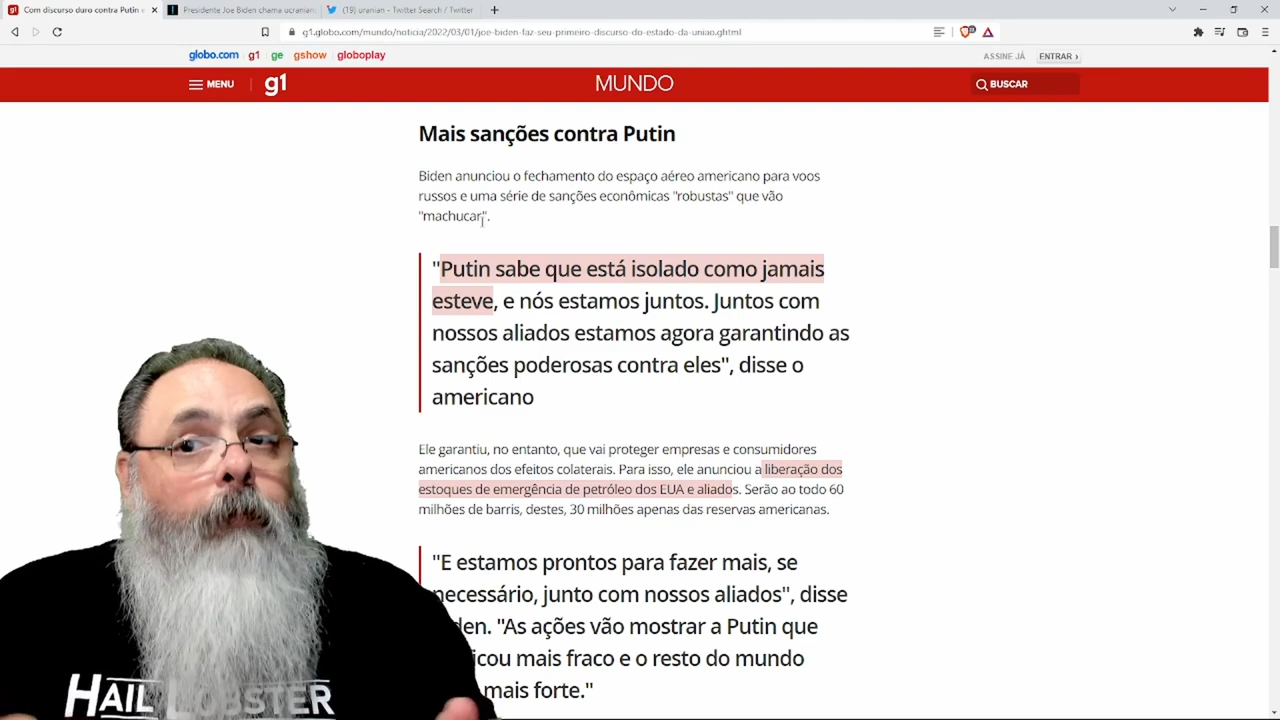 Com discurso duro contra Putin e
Presidente Joe Biden chama ucranian
(19) uranian - Twitter Search / Twitter
g1.globo.com/mundo/noticia/2022/03/01/joe-biden-faz-seu-primeiro-discurso-do-estado-da-uniao.ghtml
globo.com g1 ge gshow globoplay
ASSINE JÁ ENTRAR ›
MENU g1 MUNDO BUSCAR
Mais sanções contra Putin
Biden anunciou o fechamento do espaço aéreo americano para voos
russos e uma série de sanções econômicas "robustas" que vão
"machucar".
"Putin sabe que está isolado como jamais
esteve, e nós estamos juntos. Juntos com
nossos aliados estamos agora garantindo as
sanções poderosas contra eles", disse o
americano
Ele garantiu, no entanto, que vai proteger empresas e consumidores
americanos dos efeitos colaterais. Para isso, ele anunciou a liberação dos
estoques de emergência de petróleo dos EUA e aliados. Serão ao todo 60
milhões de barris, destes, 30 milhões apenas das reservas americanas.
"E estamos prontos para fazer mais, se
necessário, junto com nossos aliados", disse
den. "As ações vão mostrar a Putin que
icou mais fraco e o resto do mundo
mais forte."
HAIL LOBSTER